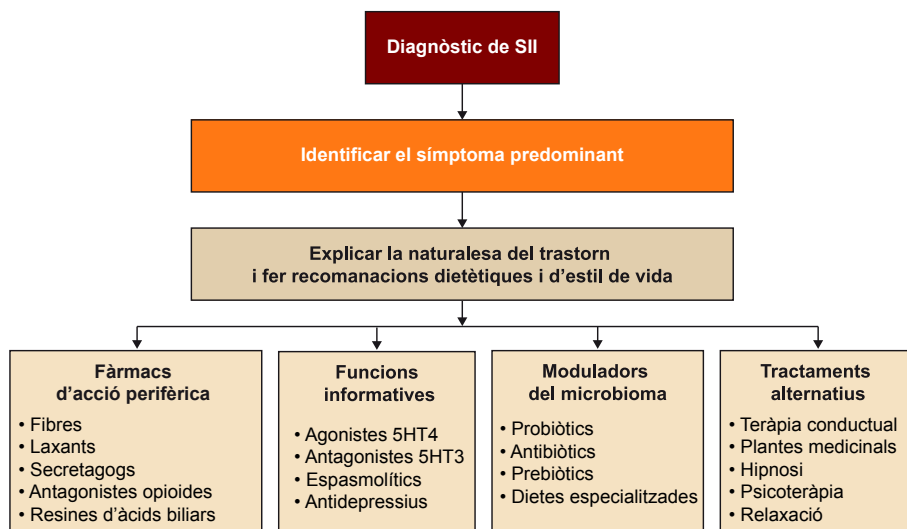 Diagnòstic de SII
Identificar el símptoma predominant
Explicar la naturalesa del trastorn
i fer recomanacions dietètiques i d'estil de vida
Fàrmacs
d'acció perifèrica
• Fibres
• Laxants
• Secretagogs
• Antagonistes opioides
• Resines d'àcids biliars
Funcions
informatives
• Agonistes 5HT4
• Antagonistes 5HT3
• Espasmolítics
• Antidepressius
Moduladors
del microbioma
• Probiòtics
• Antibiòtics
• Prebiòtics
• Dietes especialitzades
Tractaments
alternatius
• Teràpia conductual
• Plantes medicinals
• Hipnosi
• Psicoteràpia
• Relaxació